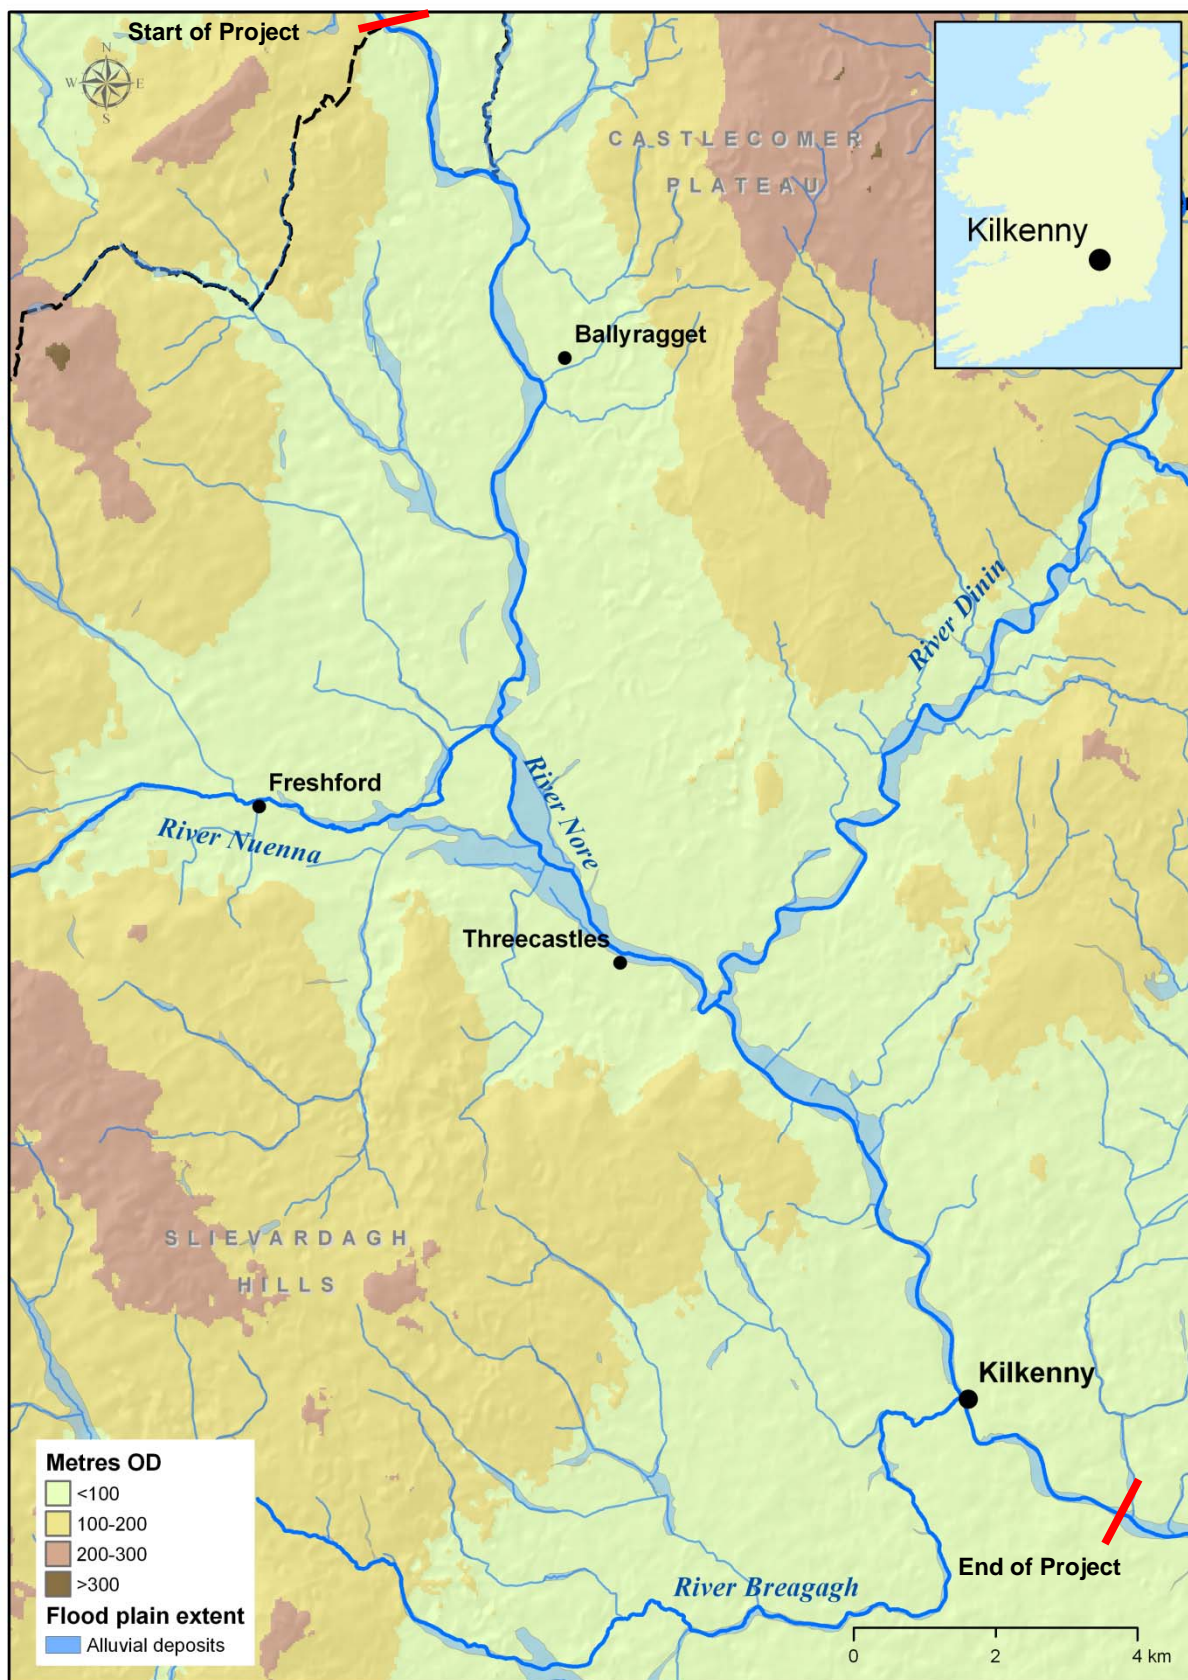 Start of Project
N
W E
S
CASTLECOMER
PLATEAU
Kilkenny
Ballyragget
River Dinin
Freshford
River Nuenna
River Nore
Threecastles
SLIEVARDAGH
HILLS
Kilkenny
Metres OD
<100
100-200
200-300
>300
Flood plain extent
Alluvial deposits
End of Project
River Breagagh
0 2 4 km